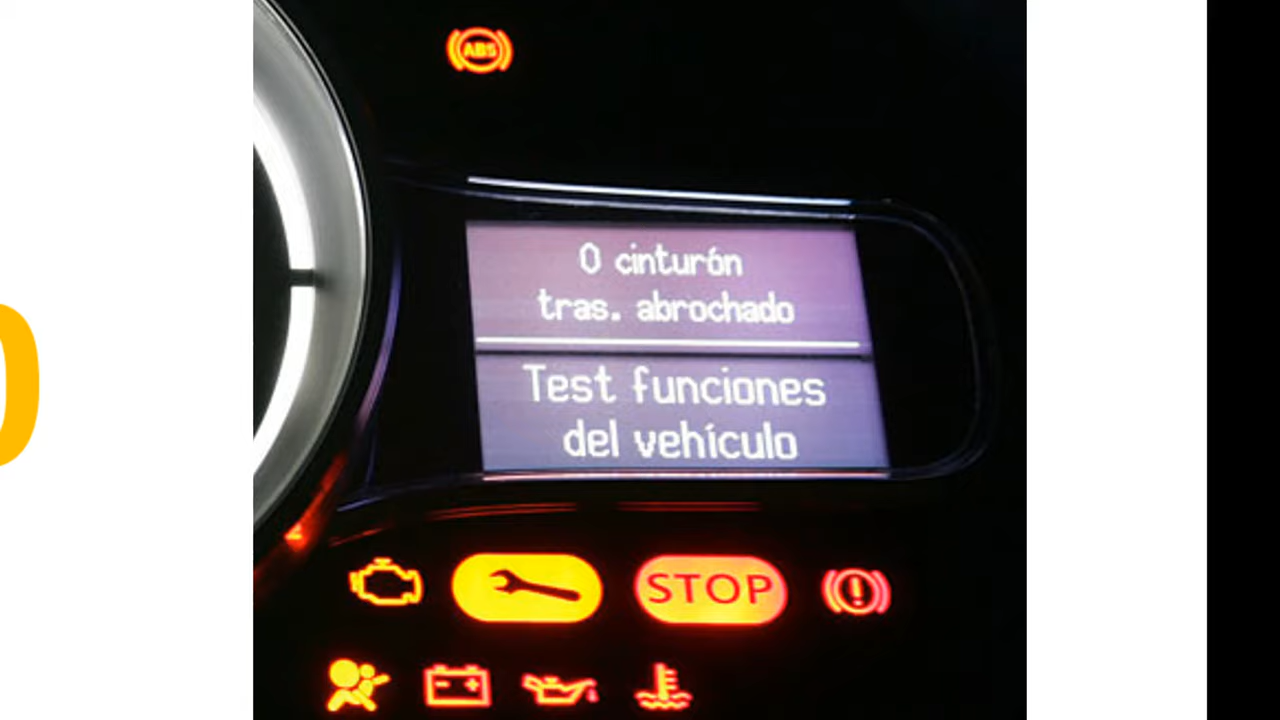 ABS
0 cinturón
tras. abrochado
Test funciones
del vehículo
STOP